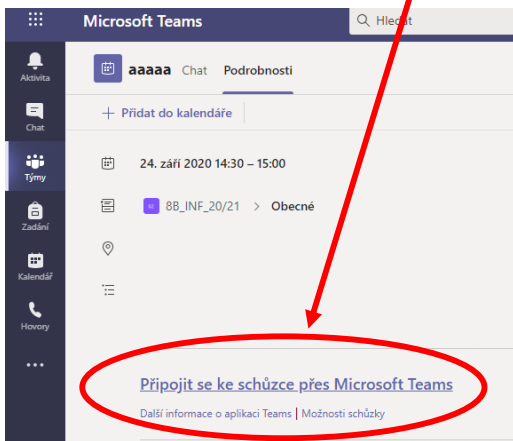 Microsoft Teams
Hledat
aaaaa Chat Podrobnosti
Aktivita
+ Přidat do kalendáře
Chat
24. září 2020 14:30 – 15:00
Týmy
8B_INF_20/21 > Obecné
Zadání
Kalendář
Hovory
...
Připojit se ke schůzce přes Microsoft Teams
Další informace o aplikaci Teams | Možnosti schůzky